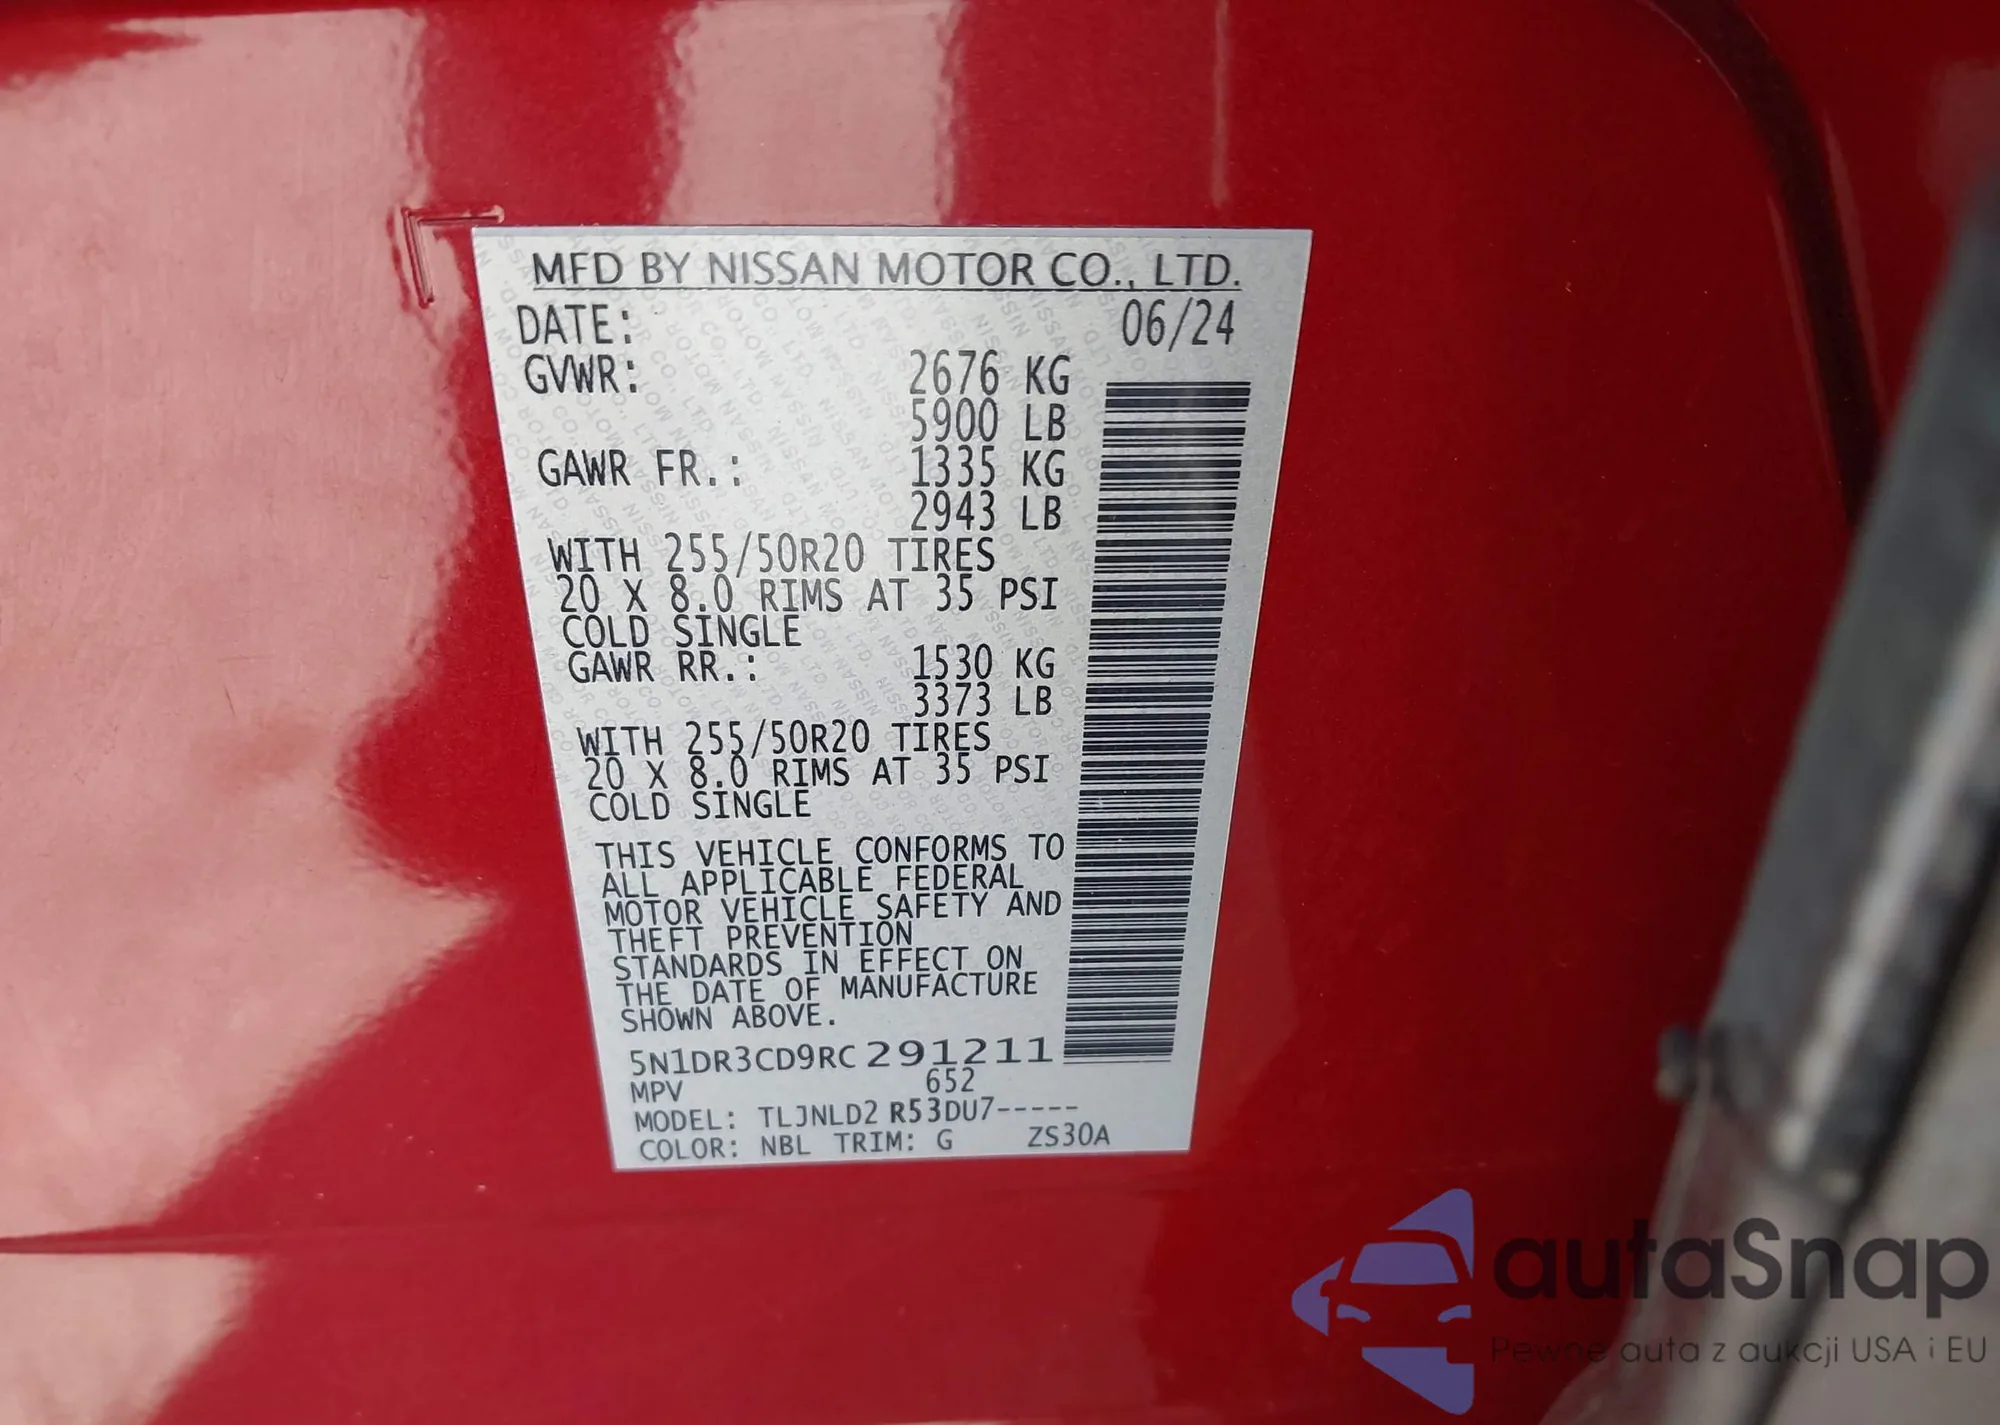 MFD BY NISSAN MOTOR CO., LTD.
DATE: 06/24
GVWR: 2676 KG
5900 LB
GAWR FR.: 1335 KG
2943 LB
WITH 255/50R20 TIRES
20 X 8.0 RIMS AT 35 PSI
COLD SINGLE
GAWR RR.: 1530 KG
3373 LB
WITH 255/50R20 TIRES
20 X 8.0 RIMS AT 35 PSI
COLD SINGLE
THIS VEHICLE CONFORMS TO
ALL APPLICABLE FEDERAL
MOTOR VEHICLE SAFETY AND
THEFT PREVENTION
STANDARDS IN EFFECT ON
THE DATE OF MANUFACTURE
SHOWN ABOVE.
5N1DR3CD9RC291211
MPV 652
MODEL: TLJNLD2 R53DU7-----
COLOR: NBL TRIM: G ZS30A
autaSnap
Pewne auta z aukcji USA i EU